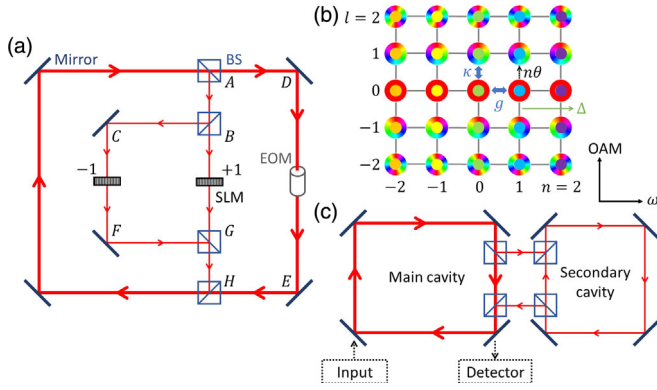 (a)
Mirror
BS
A
D
C
B
EOM
−1
+1
SLM
F
G
H
E
(b)
l = 2
1
0
−1
−2
κ
nθ
g
Δ
−2 −1 0 1 n = 2
OAM
ω
(c)
Main cavity
Secondary
cavity
Input
Detector